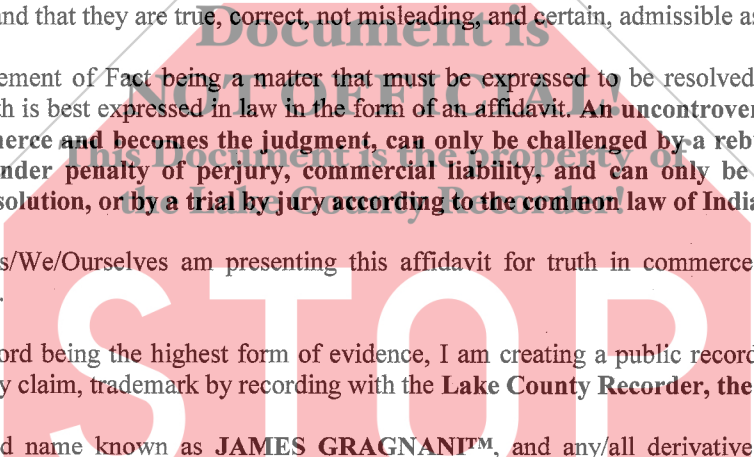 and that they are true, correct, not misleading, and certain, admissible as
Document is
ement of Fact being a matter that must be expressed to be resolved
NOT OFFICIAL!
th is best expressed in law in the form of an affidavit. An uncontrover
erce and becomes the judgment, can only be challenged by a reb
This Document is the property of
nder penalty of perjury, commercial liability, and can only be
the Lake County Recorder!
solution, or by a trial by jury according to the common law of India
s/We/Ourselves am presenting this affidavit for truth in commerce
.
STOP
ord being the highest form of evidence, I am creating a public record
y claim, trademark by recording with the Lake County Recorder, the
d name known as JAMES GRAGNANI™, and any/all derivative